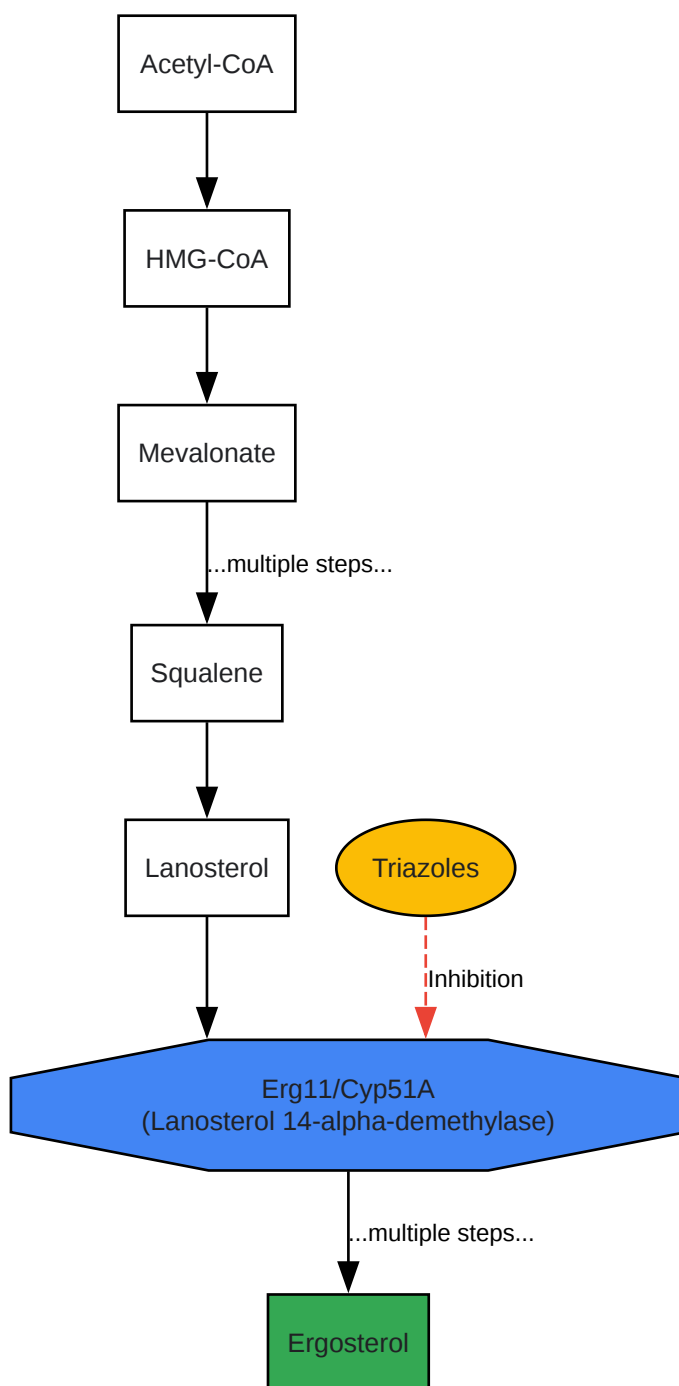 Acetyl-CoA
HMG-CoA
Mevalonate
...multiple steps...
Squalene
Lanosterol
Triazoles
Inhibition
Erg11/Cyp51A
(Lanosterol 14-alpha-demethylase)
...multiple steps...
Ergosterol